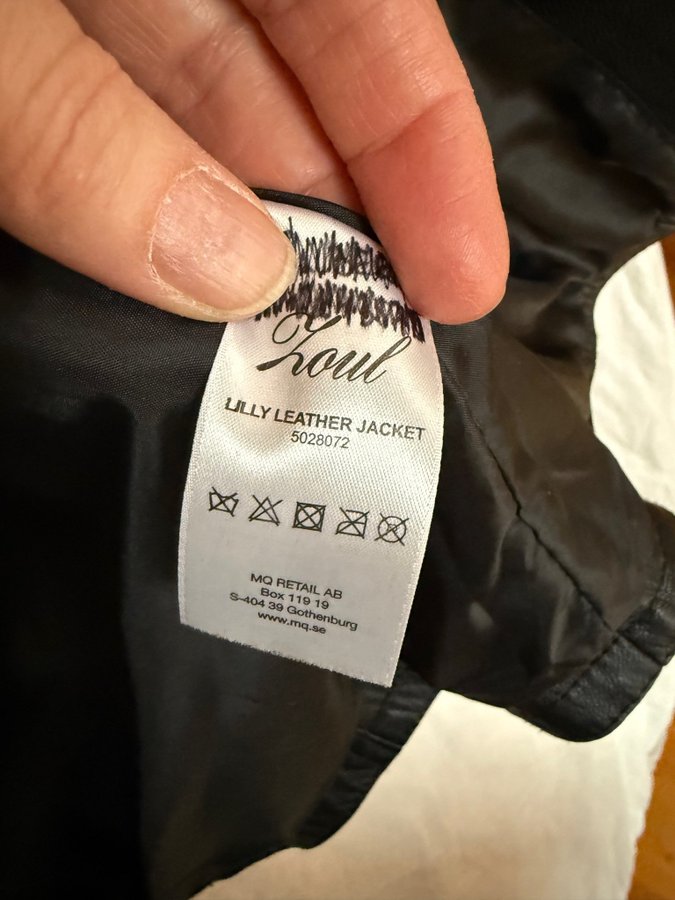 Zoul
LILLY LEATHER JACKET
5028072
MQ RETAIL AB
Box 119 19
S-404 39 Gothenburg
www.mq.se